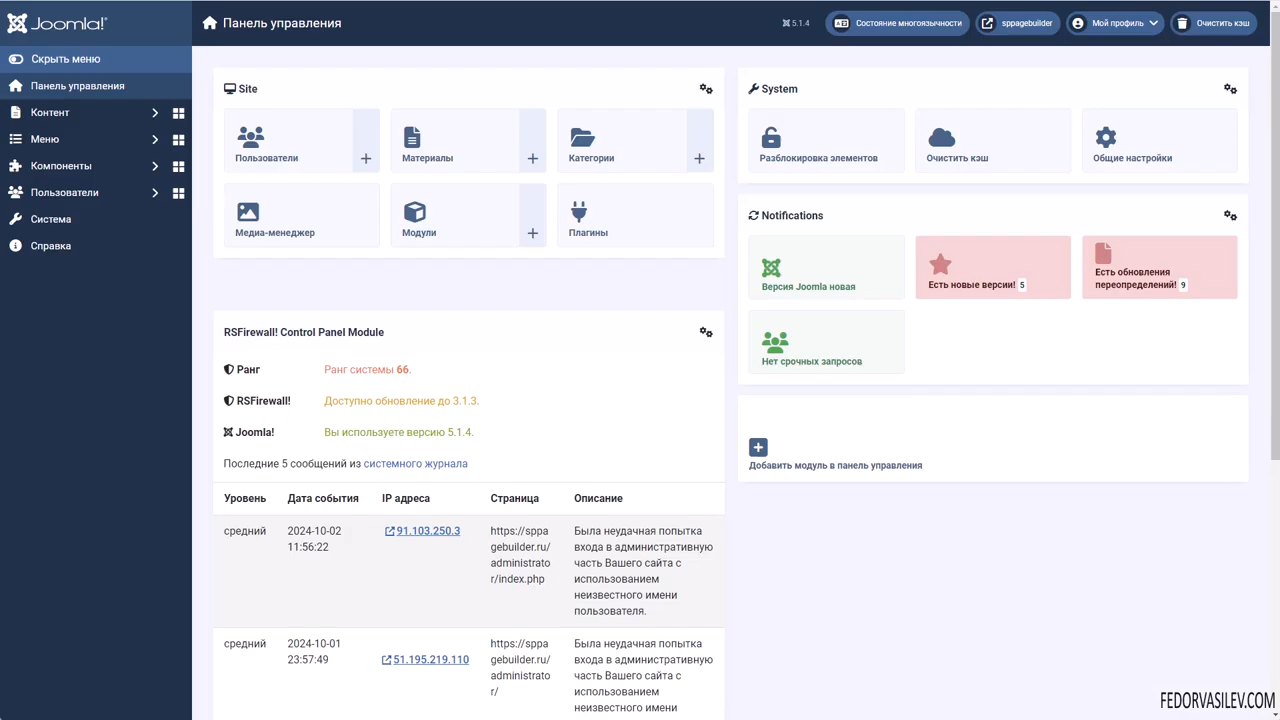 Joomla!
Панель управления
5.1.4
Состояние многоязычности
sppagebuilder
Мой профиль
Очистить кэш
Скрыть меню
Панель управления
Контент
Меню
Компоненты
Пользователи
Система
Справка
Site
Пользователи
Материалы
Категории
Медиа-менеджер
Модули
Плагины
System
Разблокировка элементов
Очистить кэш
Общие настройки
Notifications
Версия Joomla новая
Есть новые версии! 5
Есть обновления
переопределений! 9
Нет срочных запросов
Добавить модуль в панель управления
RSFirewall! Control Panel Module
Ранг Ранг системы 66.
RSFirewall! Доступно обновление до 3.1.3.
Joomla! Вы используете версию 5.1.4.
Последние 5 сообщений из системного журнала
Уровень Дата события IP адреса Страница Описание
средний 2024-10-02 91.103.250.3 https://sppa Была неудачная попытка
11:56:22 gebuilder.ru/ входа в административную
administrato часть Вашего сайта с
r/index.php использованием
неизвестного имени
пользователя.
средний 2024-10-01 https://sppa Была неудачная попытка
23:57:49 51.195.219.110 gebuilder.ru/ входа в административную
administrato часть Вашего сайта с
r/ использованием
неизвестного имени
FEDORVASILEV.COM